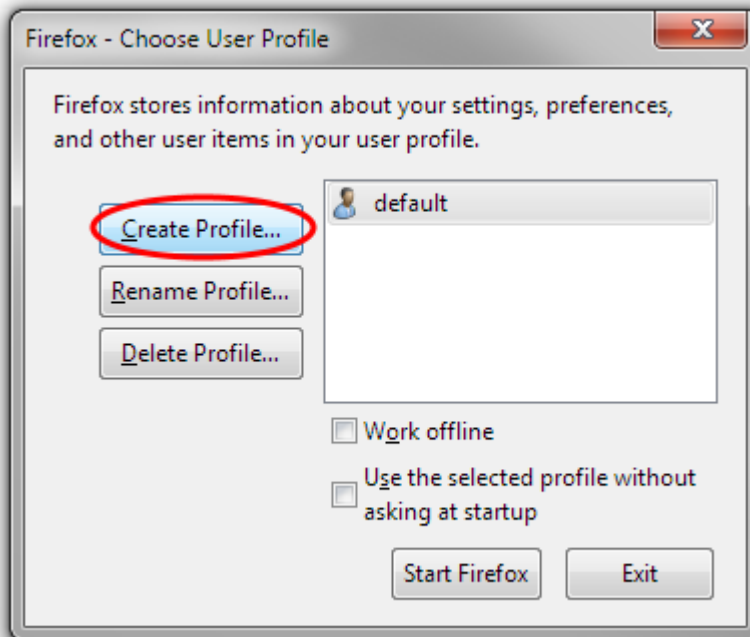 Firefox - Choose User Profile
Firefox stores information about your settings, preferences,
and other user items in your user profile.
Create Profile...
Rename Profile...
Delete Profile...
default
Work offline
Use the selected profile without
asking at startup
Start Firefox
Exit